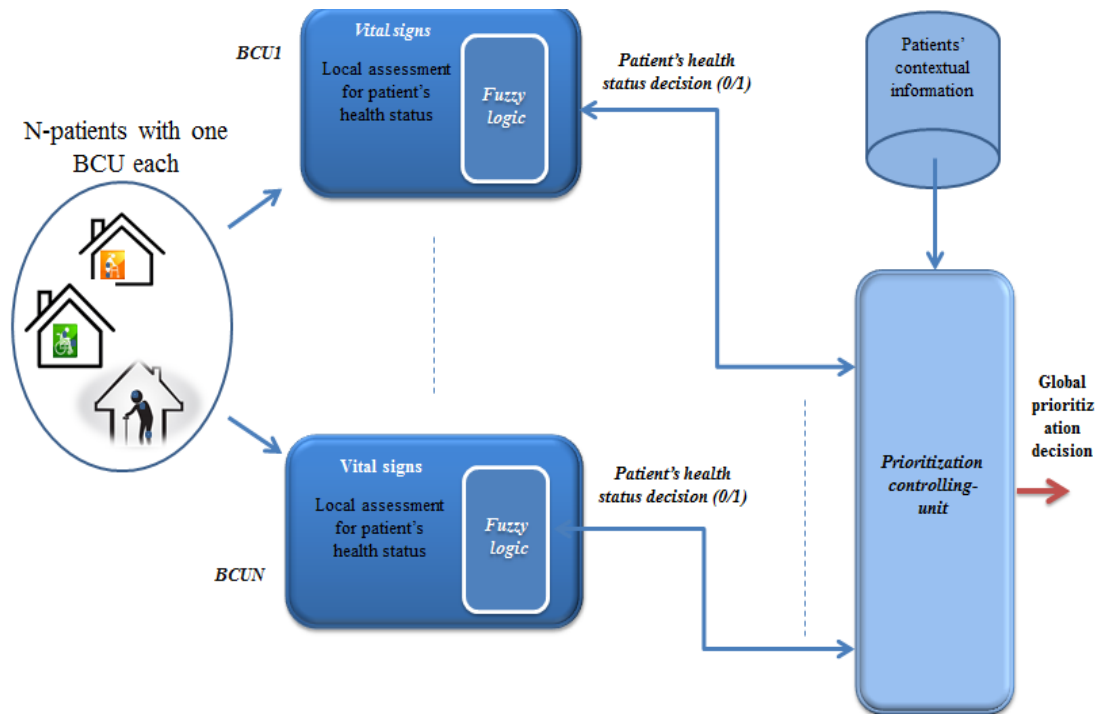 N-patients with one
BCU each
BCU1
Vital signs
Local assessment
for patient's
health status
Fuzzy
logic
Patient's health
status decision (0/1)
Patients'
contextual
information
BCUN
Vital signs
Local assessment
for patient's
health status
Fuzzy
logic
Patient's health
status decision (0/1)
Prioritization
controlling-
unit
Global
prioritiz
ation
decision